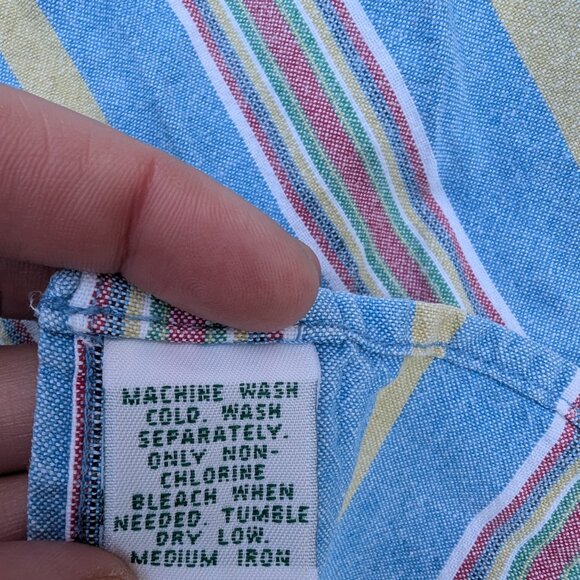 MACHINE WASH
COLD. WASH
SEPARATELY.
ONLY NON-
CHLORINE
BLEACH WHEN
NEEDED. TUMBLE
DRY LOW.
MEDIUM IRON